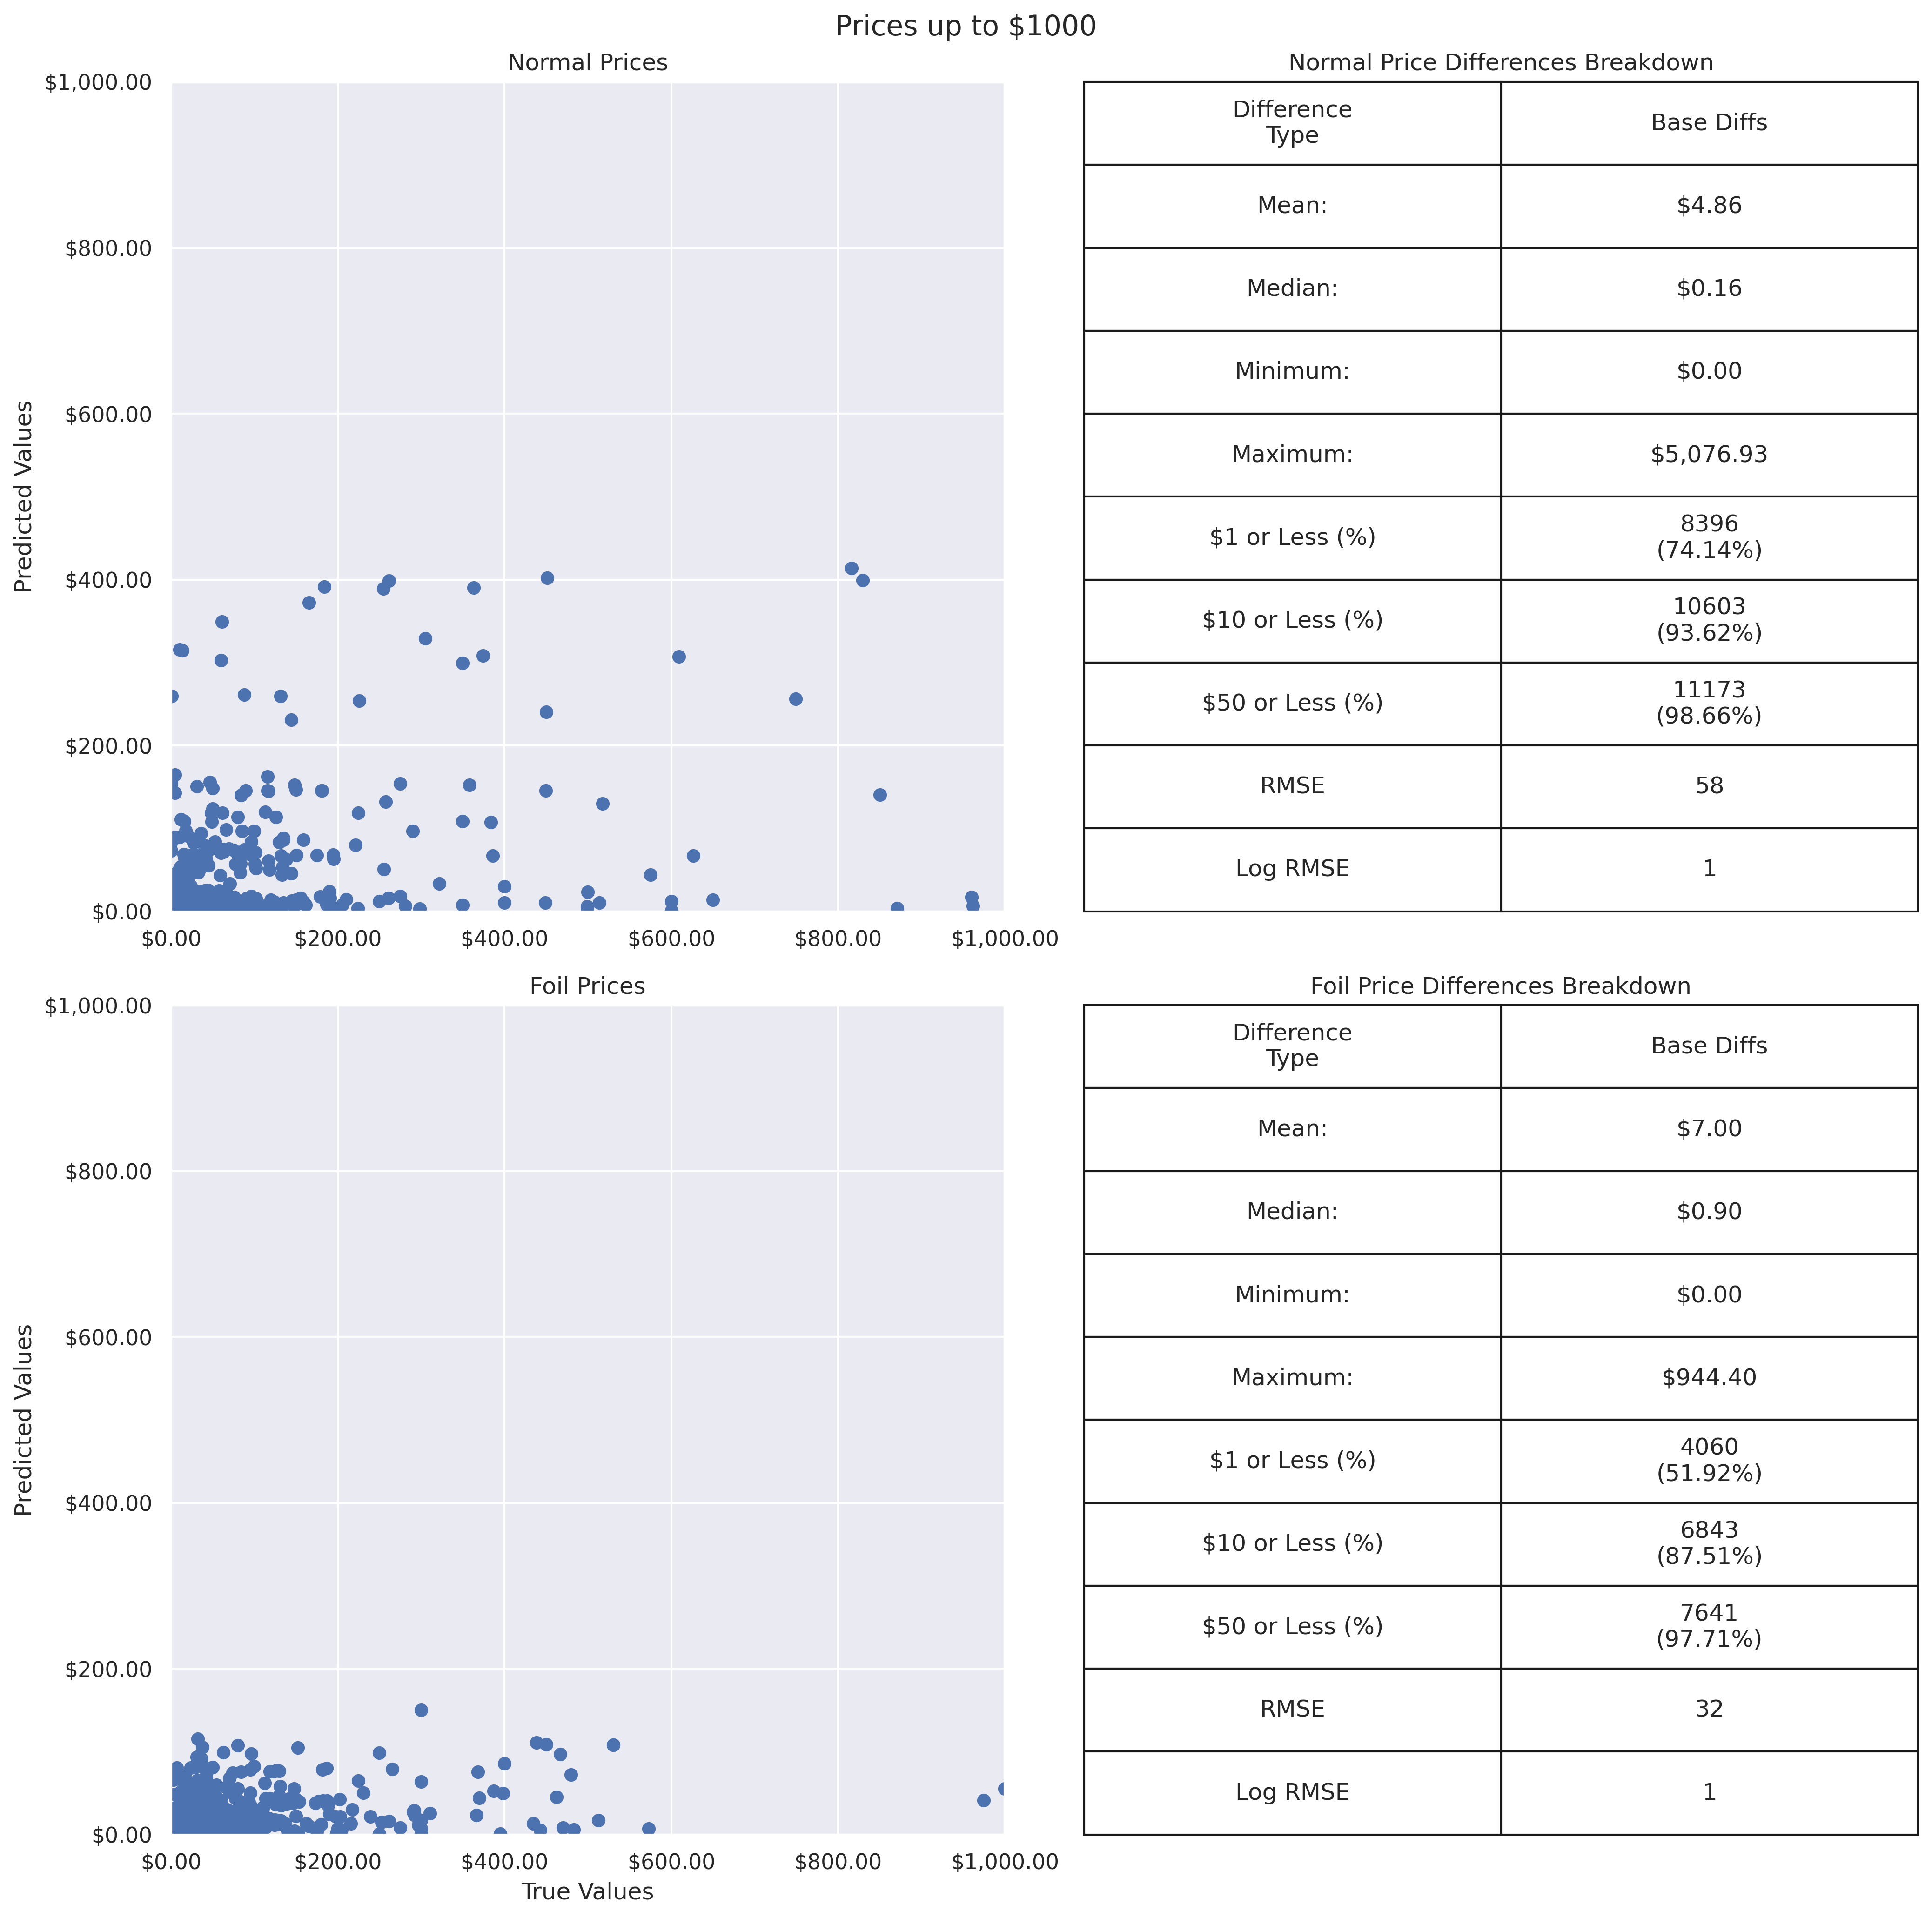 Prices up to $1000
Normal Prices
$1,000.00
$800.00
$600.00
$400.00
$200.00
$0.00
Predicted Values
$0.00 $200.00 $400.00 $600.00 $800.00 $1,000.00
Normal Price Differences Breakdown
Difference
Type
Base Diffs
Mean: $4.86
Median: $0.16
Minimum: $0.00
Maximum: $5,076.93
$1 or Less (%)
8396
(74.14%)
$10 or Less (%)
10603
(93.62%)
$50 or Less (%)
11173
(98.66%)
RMSE 58
Log RMSE 1
Foil Prices
$1,000.00
$800.00
$600.00
$400.00
$200.00
$0.00
Predicted Values
$0.00 $200.00 $400.00 $600.00 $800.00 $1,000.00
True Values
Foil Price Differences Breakdown
Difference
Type
Base Diffs
Mean: $7.00
Median: $0.90
Minimum: $0.00
Maximum: $944.40
$1 or Less (%)
4060
(51.92%)
$10 or Less (%)
6843
(87.51%)
$50 or Less (%)
7641
(97.71%)
RMSE 32
Log RMSE 1